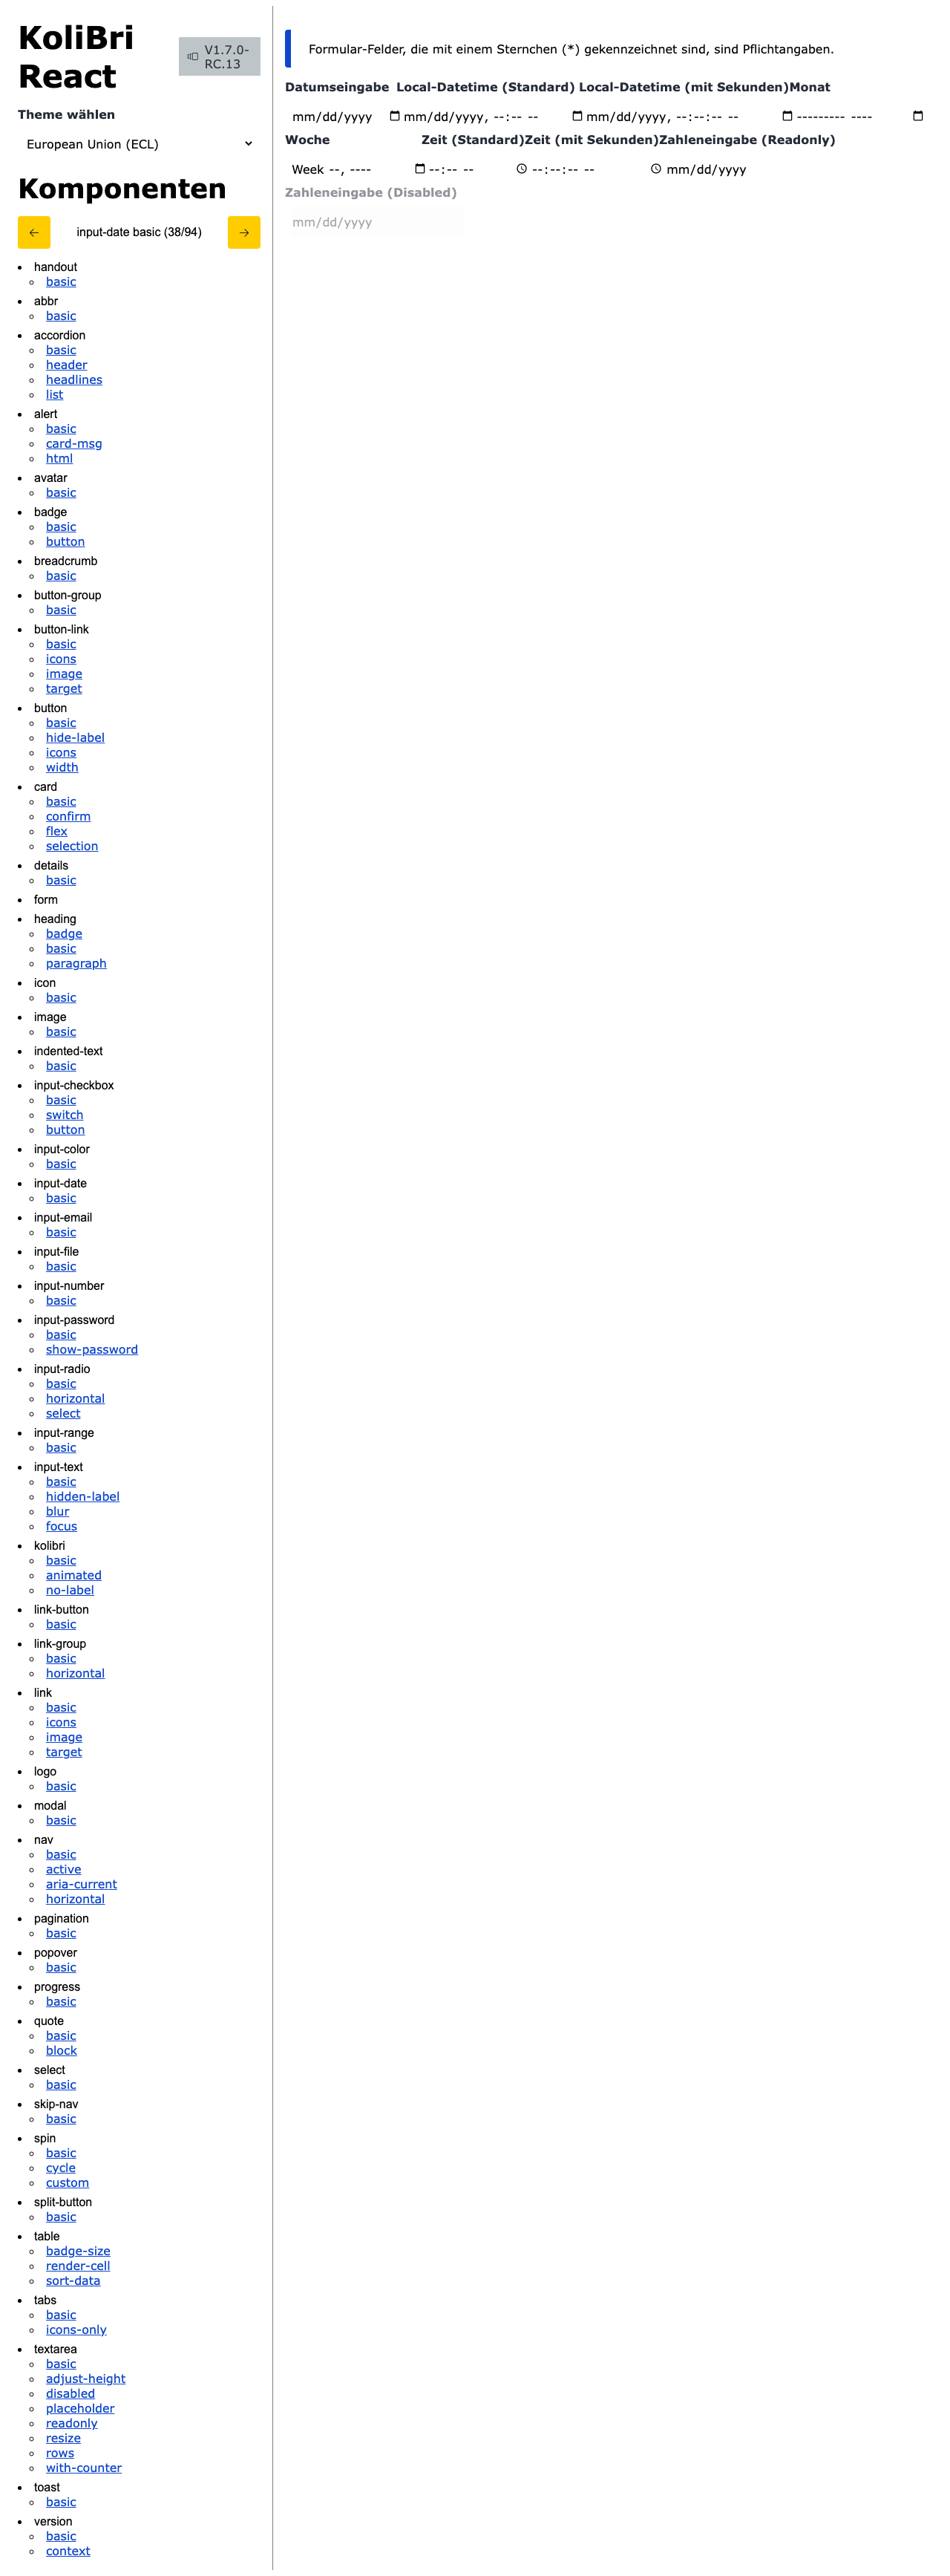 KoliBri
React
V1.7.0-
RC.13
Theme wählen
European Union (ECL)
Komponenten
← input-date basic (38/94) →
handout
basic
abbr
basic
accordion
basic
header
headlines
list
alert
basic
card-msg
html
avatar
basic
badge
basic
button
breadcrumb
basic
button-group
basic
button-link
basic
icons
image
target
button
basic
hide-label
icons
width
card
basic
confirm
flex
selection
details
basic
form
heading
badge
basic
paragraph
icon
basic
image
basic
indented-text
basic
input-checkbox
basic
switch
button
input-color
basic
input-date
basic
input-email
basic
input-file
basic
input-number
basic
input-password
basic
show-password
input-radio
basic
horizontal
select
input-range
basic
input-text
basic
hidden-label
blur
focus
kolibri
basic
animated
no-label
link-button
basic
link-group
basic
horizontal
link
basic
icons
image
target
logo
basic
modal
basic
nav
basic
active
aria-current
horizontal
pagination
basic
popover
basic
progress
basic
quote
basic
block
select
basic
skip-nav
basic
spin
basic
cycle
custom
split-button
basic
table
badge-size
render-cell
sort-data
tabs
basic
icons-only
textarea
basic
adjust-height
disabled
placeholder
readonly
resize
rows
with-counter
toast
basic
version
basic
context
Formular-Felder, die mit einem Sternchen (*) gekennzeichnet sind, sind Pflichtangaben.
Datumseingabe Local-Datetime (Standard) Local-Datetime (mit Sekunden) Monat
mm/dd/yyyy mm/dd/yyyy, --:-- -- mm/dd/yyyy, --:--:-- -- --------- ----
Woche Zeit (Standard) Zeit (mit Sekunden) Zahleneingabe (Readonly)
Week --, ---- --:-- -- --:--:-- -- mm/dd/yyyy
Zahleneingabe (Disabled)
mm/dd/yyyy